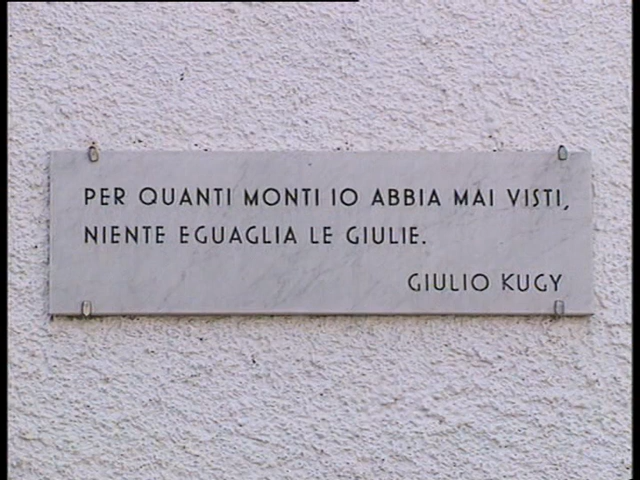 PER QUANTI MONTI IO ABBIA MAI VISTI,
NIENTE EGUAGLIA LE GIULIE.
GIULIO KUGY